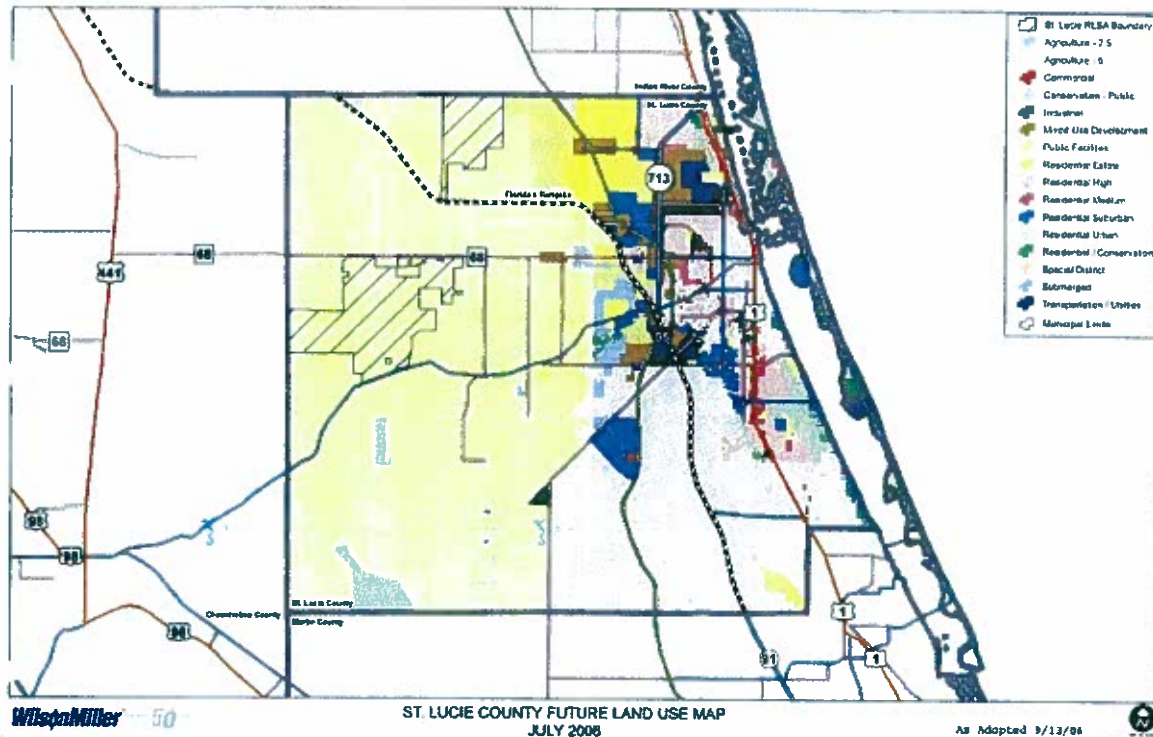 St. Lucie RLSA Boundary
Agriculture - 2.5
Agriculture - 5
Commercial
Conservation - Public
Industrial
Mixed Use Development
Public Facilities
Residential Estate
Residential High
Residential Medium
Residential Suburban
Residential Urban
Residential / Conservation
Special District
Submerged
Transportation / Utilities
Municipal Limits
Indian River County
St. Lucie County
713
68
68
441
68
1
98
98
98
Okeechobee County
St. Lucie County
Martin County
1
1
91
WilsonMiller
50
ST. LUCIE COUNTY FUTURE LAND USE MAP
JULY 2006
As Adopted 9/13/06